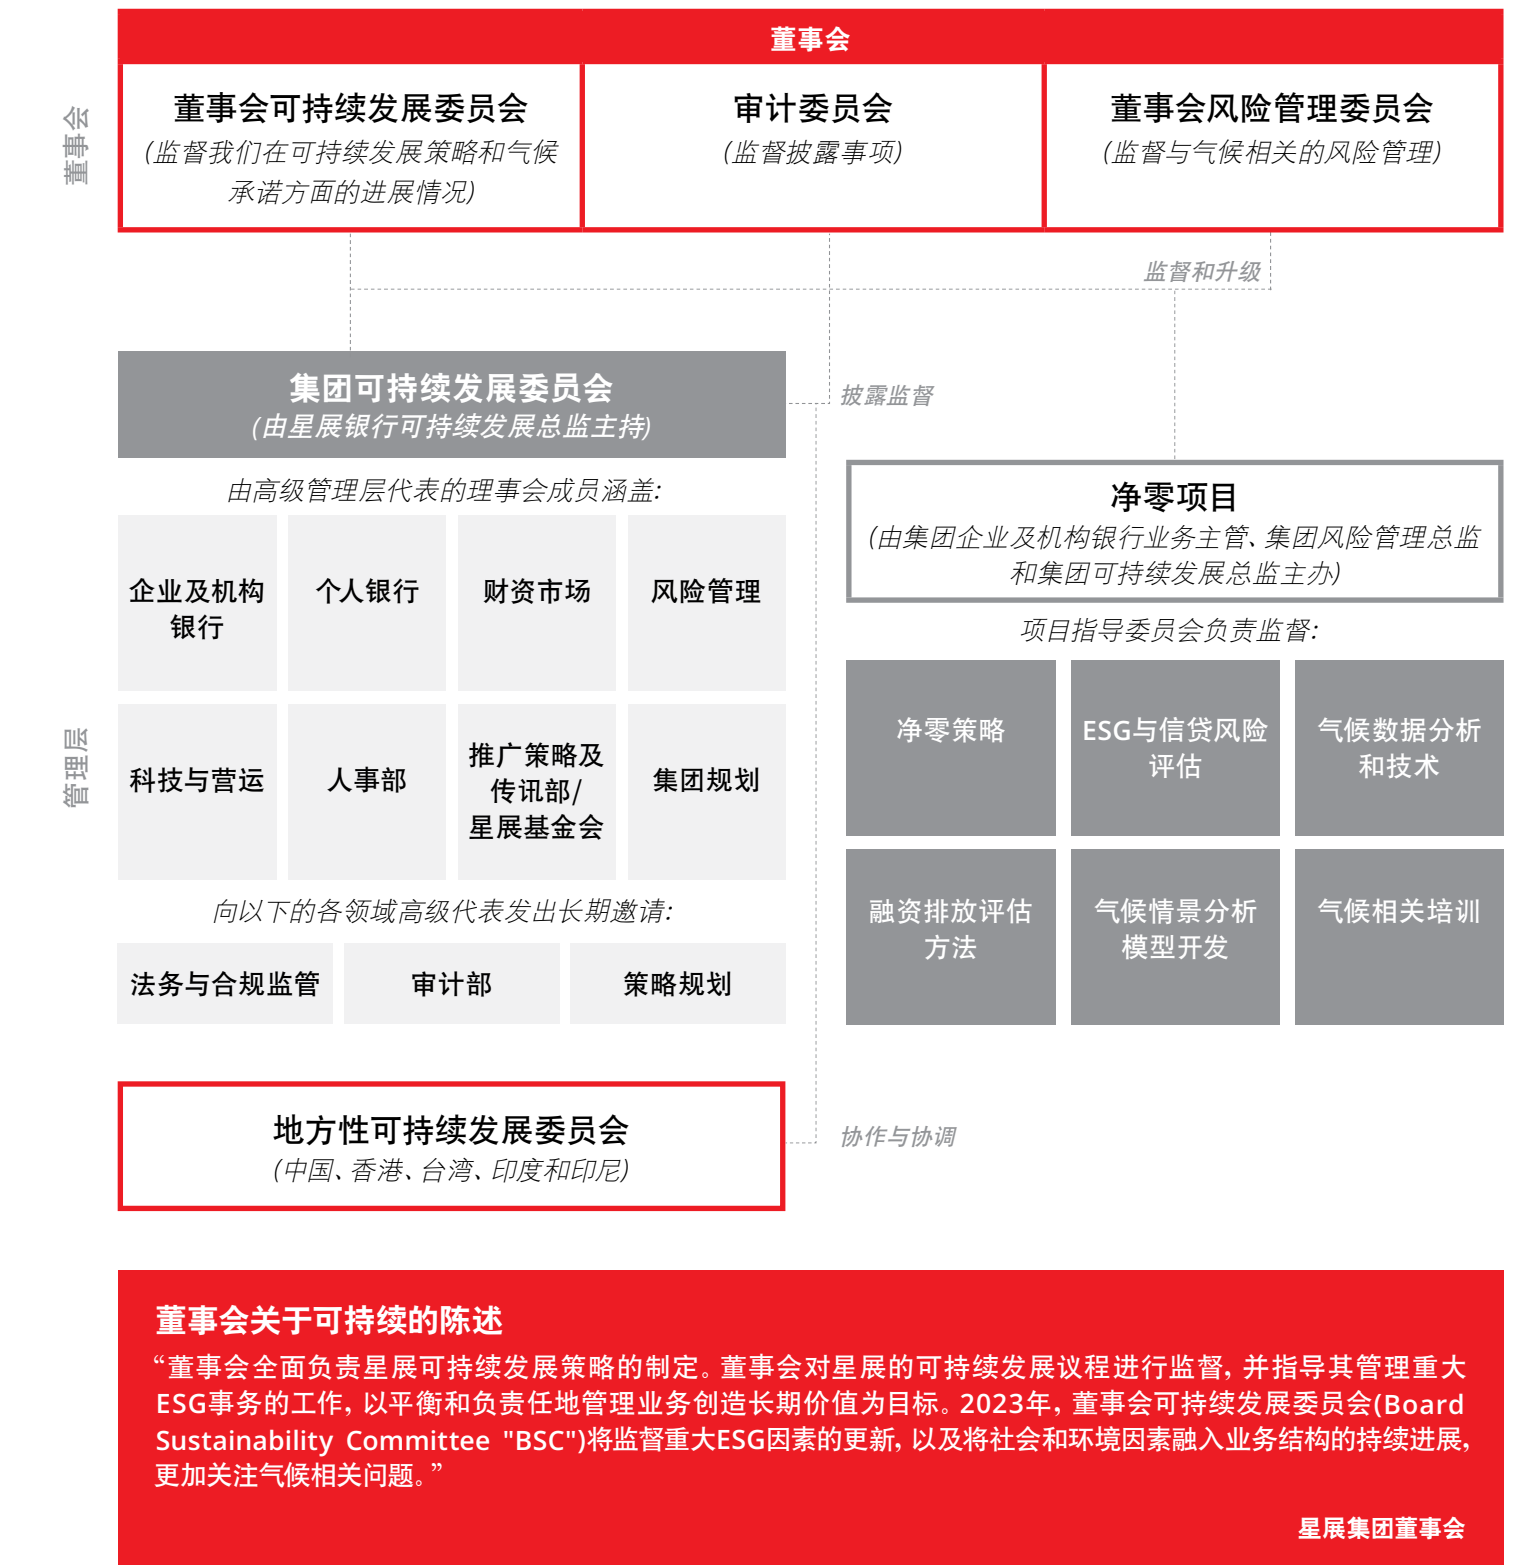 董事会
董事会
董事会可持续发展委员会
(监督我们在可持续发展策略和气候
承诺方面的进展情况)
审计委员会
(监督披露事项)
董事会风险管理委员会
(监督与气候相关的风险管理)
监督和升级
管理层
集团可持续发展委员会
(由星展银行可持续发展总监主持)
披露监督
由高级管理层代表的理事会成员涵盖:
企业及机构
银行
个人银行
财资市场
风险管理
科技与营运
人事部
推广策略及
传讯部/
星展基金会
集团规划
向以下的各领域高级代表发出长期邀请:
法务与合规监管
审计部
策略规划
净零项目
(由集团企业及机构银行业务主管、集团风险管理总监
和集团可持续发展总监主办)
项目指导委员会负责监督:
净零策略
ESG与信贷风险
评估
气候数据分析
和技术
融资排放评估
方法
气候情景分析
模型开发
气候相关培训
地方性可持续发展委员会
(中国、香港、台湾、印度和印尼)
协作与协调
董事会关于可持续的陈述
“董事会全面负责星展可持续发展策略的制定。董事会对星展的可持续发展议程进行监督, 并指导其管理重大
ESG事务的工作, 以平衡和负责任地管理业务创造长期价值为目标。2023年, 董事会可持续发展委员会(Board
Sustainability Committee "BSC")将监督重大ESG因素的更新, 以及将社会和环境因素融入业务结构的持续进展,
更加关注气候相关问题。”
星展集团董事会